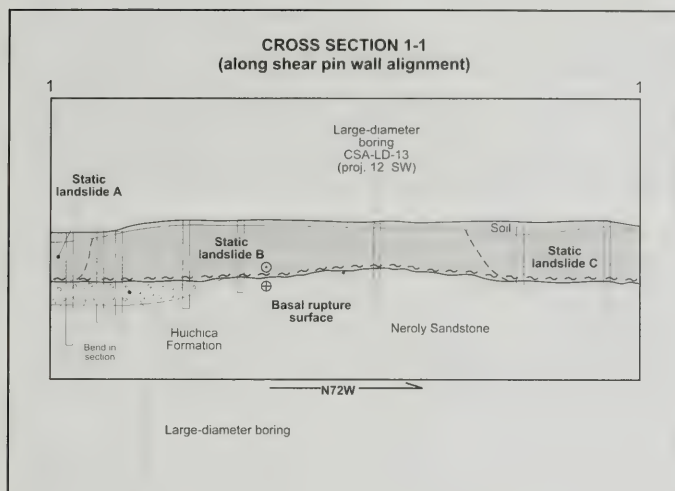 CROSS SECTION 1-1
(along shear pin wall alignment)
1
1
Large-diameter
boring
CSA-LD-13
(proj. 12 SW)
Static
landslide A
Soil
Static
landslide B
Static
landslide C
Basal rupture
surface
Huichica
Formation
Neroly Sandstone
Bend in
section
N72W
Large-diameter boring